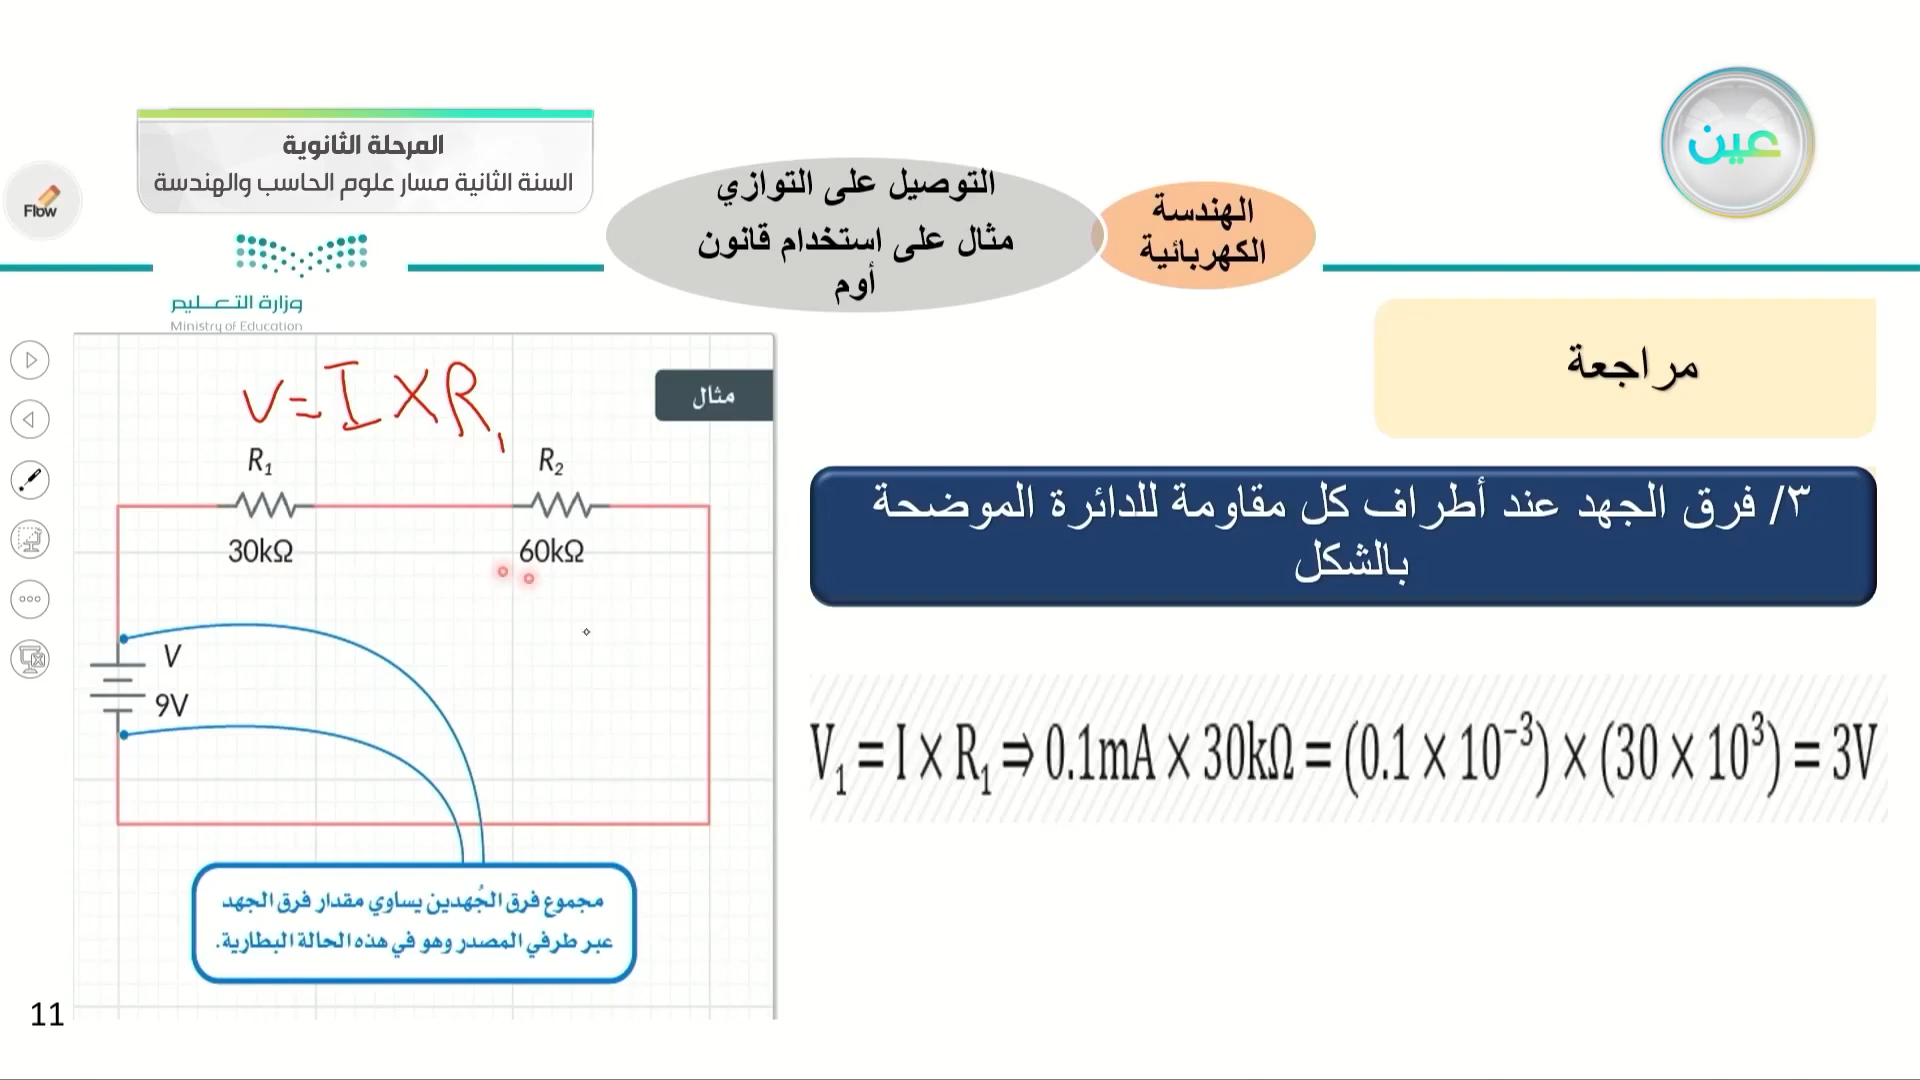 المرحلة الثانوية
السنة الثانية مسار علوم الحاسب والهندسة
عين
Flow
الهندسة
الكهربائية
التوصيل على التوازي
مثال على استخدام قانون
أوم
وزارة التعليم
Ministry of Education
مراجعة
٣/ فرق الجهد عند أطراف كل مقاومة للدائرة الموضحة
بالشكل
V₁ = I × R₁ ⇒ 0.1mA × 30kΩ = (0.1 × 10⁻³) × (30 × 10³) = 3V
مثال
V = I × R₁
R₁
R₂
30kΩ
60kΩ
V
9V
مجموع فرق الجُهدين يساوي مقدار فرق الجهد
عبر طرفي المصدر وهو في هذه الحالة البطارية.
11